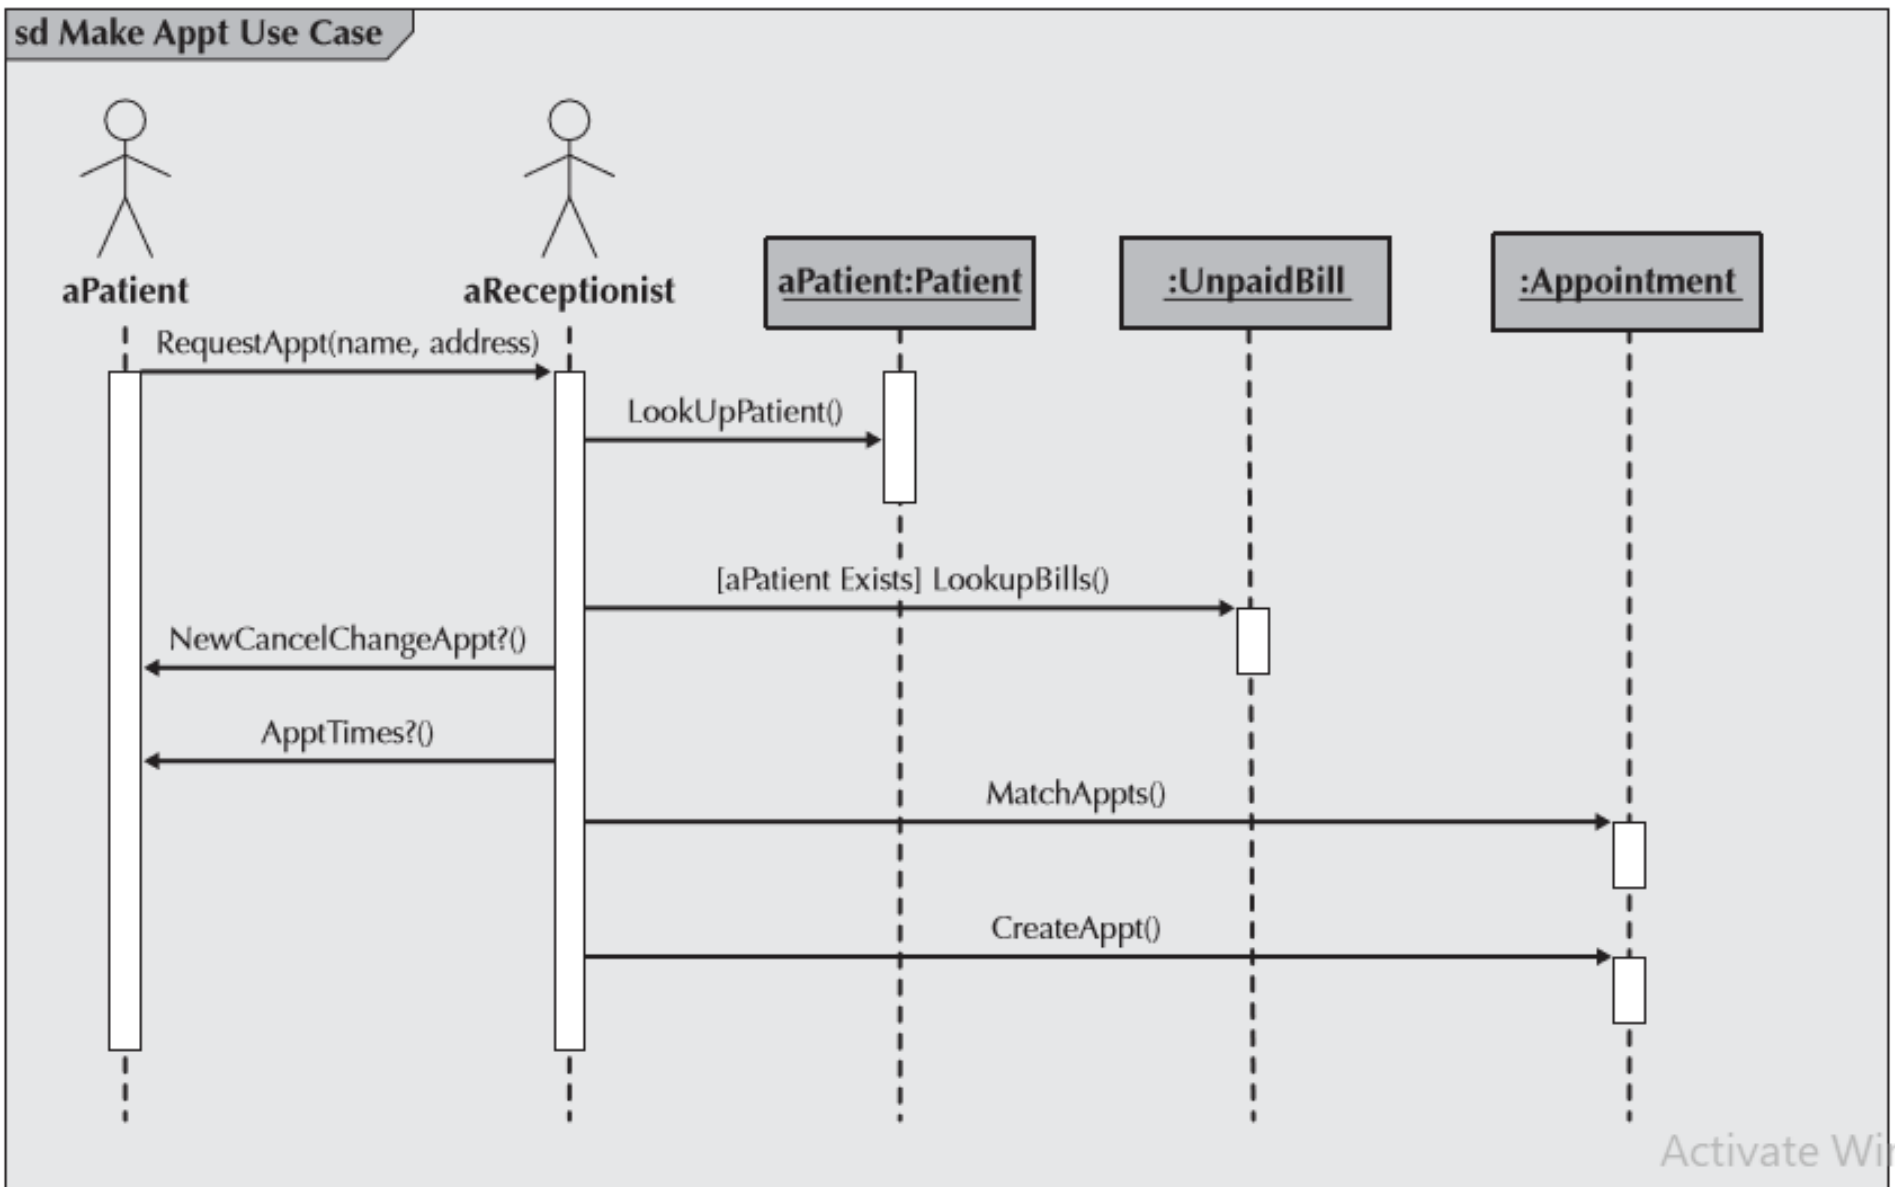 sd Make Appt Use Case
aPatient
aReceptionist
aPatient:Patient
:UnpaidBill
:Appointment
RequestAppt(name, address)
LookUpPatient()
[aPatient Exists] LookupBills()
NewCancelChangeAppt?()
ApptTimes?()
MatchAppts()
CreateAppt()
Activate